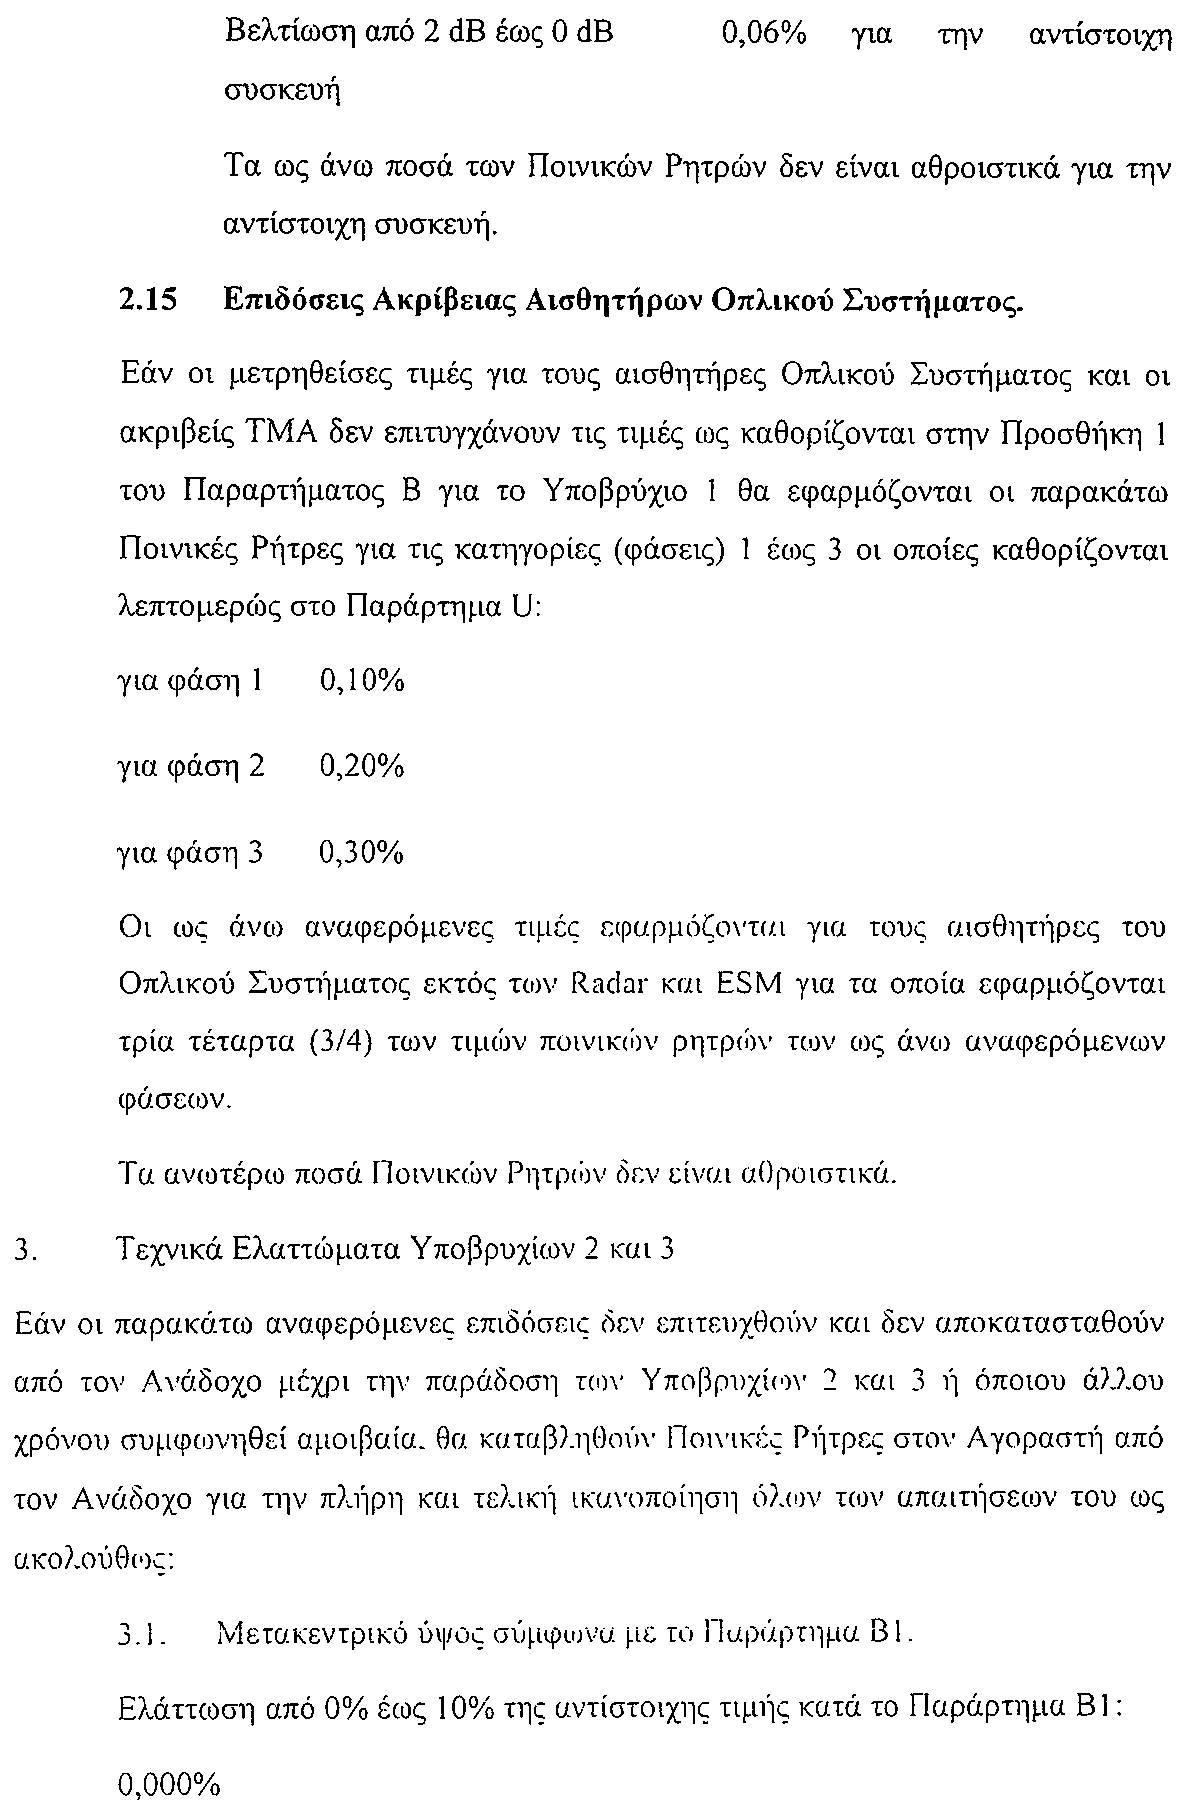 Βελτίωση από 2 dB έως 0 dB 0,06% για την αντίστοιχη
συσκευή
Τα ως άνω ποσά των Ποινικών Ρητρών δεν είναι αθροιστικά για την
αντίστοιχη συσκευή.
2.15 Επιδόσεις Ακρίβειας Αισθητήρων Οπλικού Συστήματος.
Εάν οι μετρηθείσες τιμές για τους αισθητήρες Οπλικού Συστήματος και οι
ακριβείς ΤΜΑ δεν επιτυγχάνουν τις τιμές ως καθορίζονται στην Προσθήκη 1
του Παραρτήματος Β για το Υποβρύχιο 1 θα εφαρμόζονται οι παρακάτω
Ποινικές Ρήτρες για τις κατηγορίες (φάσεις) 1 έως 3 οι οποίες καθορίζονται
λεπτομερώς στο Παράρτημα U:
για φάση 1 0,10%
για φάση 2 0,20%
για φάση 3 0,30%
Οι ως άνω αναφερόμενες τιμές εφαρμόζονται για τους αισθητήρες του
Οπλικού Συστήματος εκτός των Radar και ESM για τα οποία εφαρμόζονται
τρία τέταρτα (3/4) των τιμών ποινικών ρητρών των ως άνω αναφερόμενων
φάσεων.
Τα ανωτέρω ποσά Ποινικών Ρητρών δεν είναι αθροιστικά.
3. Τεχνικά Ελαττώματα Υποβρυχίων 2 και 3
Εάν οι παρακάτω αναφερόμενες επιδόσεις δεν επιτευχθούν και δεν αποκατασταθούν
από τον Ανάδοχο μέχρι την παράδοση των Υποβρυχίων 2 και 3 ή όποιου άλλου
χρόνου συμφωνηθεί αμοιβαία. θα καταβληθούν Ποινικές Ρήτρες στον Αγοραστή από
τον Ανάδοχο για την πλήρη και τελική ικανοποίηση όλων των απαιτήσεων του ως
ακολούθως:
3.1. Μετακεντρικό ύψος σύμφωνα με το Παράρτημα Β1.
Ελάττωση από 0% έως 10% της αντίστοιχης τιμής κατά το Παράρτημα Β1:
0,000%